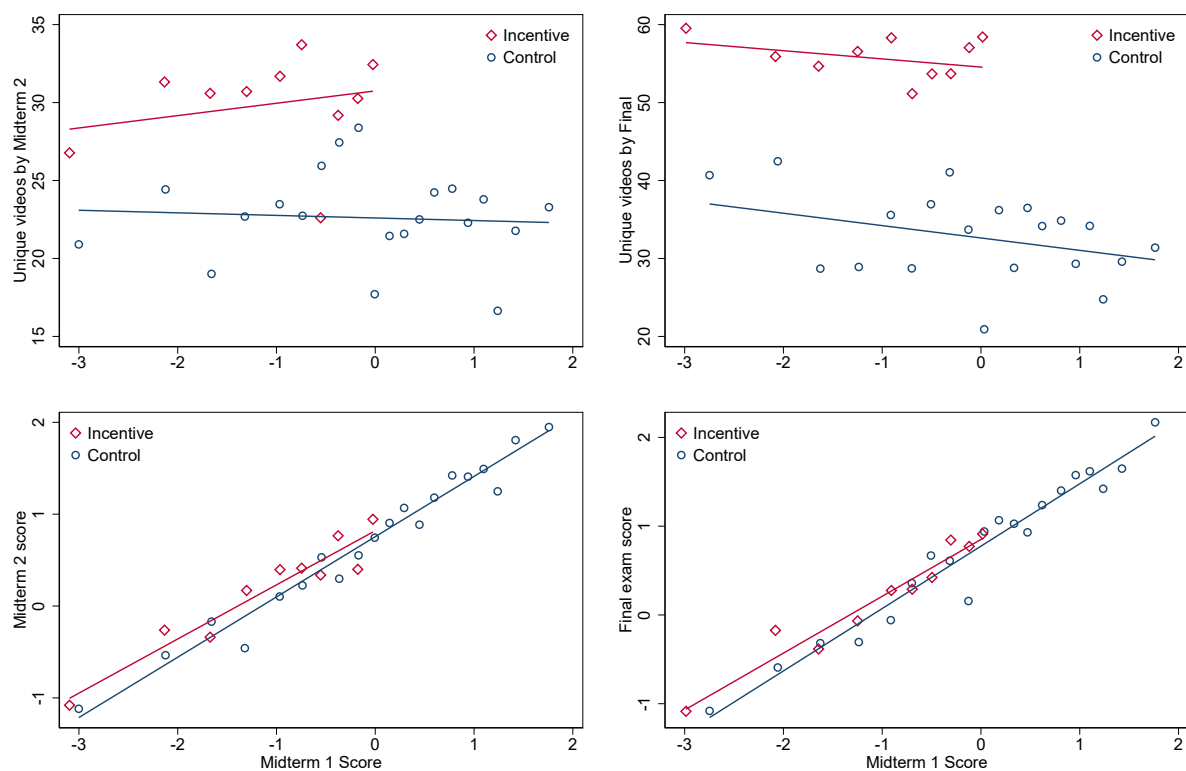 Unique videos by Midterm 2
35
30
25
20
15
Incentive
Control
-3 -2 -1 0 1 2
Unique videos by Final
60
50
40
30
20
Incentive
Control
-3 -2 -1 0 1 2
Midterm 2 score
2
1
0
-1
Incentive
Control
-3 -2 -1 0 1 2
Midterm 1 Score
Final exam score
2
1
0
-1
Incentive
Control
-3 -2 -1 0 1 2
Midterm 1 Score